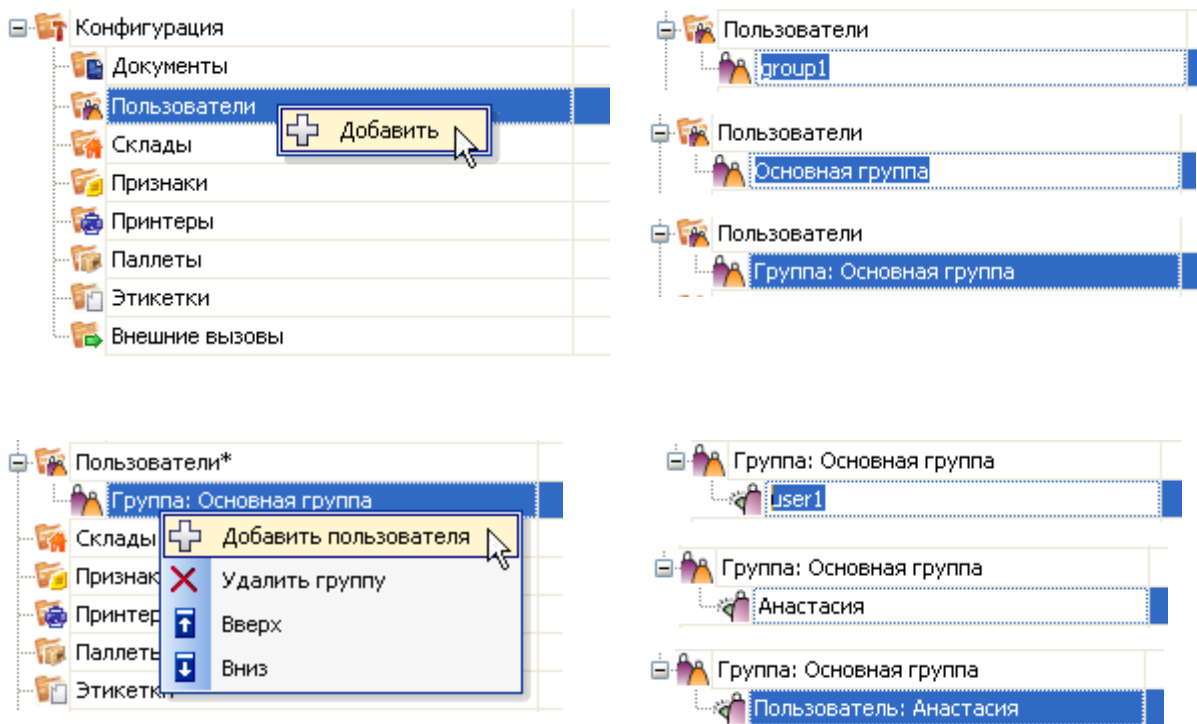 Конфигурация
Документы
Пользователи
Добавить
Склады
Признаки
Принтеры
Паллеты
Этикетки
Внешние вызовы
Пользователи
group1
Пользователи
Основная группа
Пользователи
Группа: Основная группа
Пользователи*
Группа: Основная группа
Склады
Добавить пользователя
Признак
Удалить группу
Принтер
Вверх
Паллеты
Вниз
Этикетк
Группа: Основная группа
user1
Группа: Основная группа
Анастасия
Группа: Основная группа
Пользователь: Анастасия